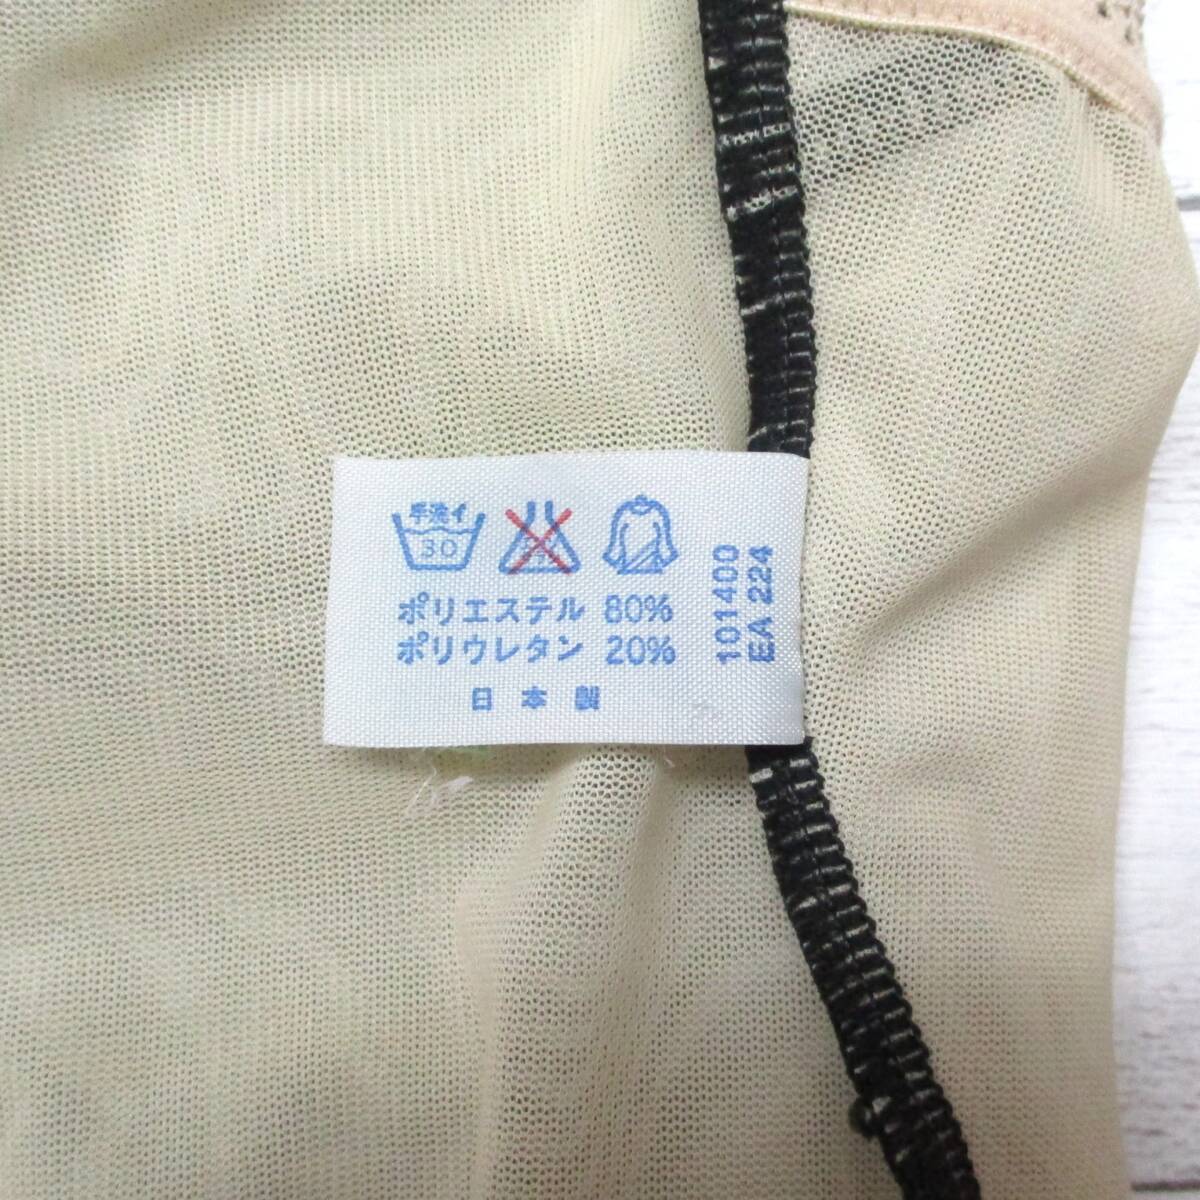 手洗イ
30
ポリエステル 80%
ポリウレタン 20%
日本製
101400
EA 224